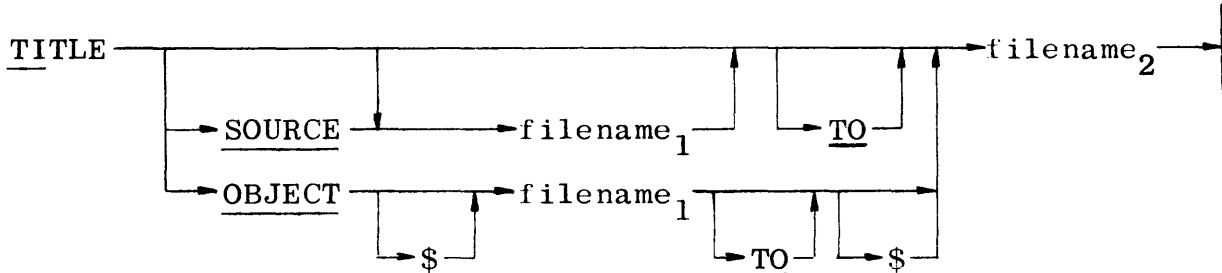 TITLE filename₂
SOURCE filename₁ TO
OBJECT $ filename₁ TO $